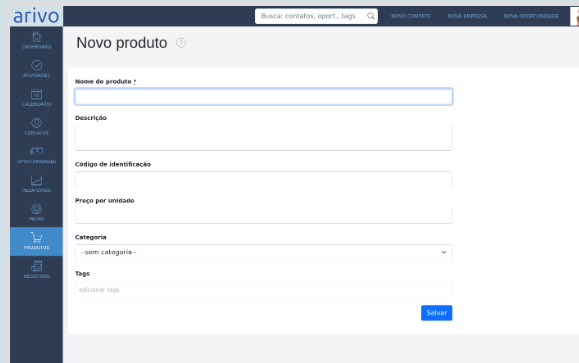 arivo
Busca: contatos, oport., tags
NOVO CONTATO
NOVA EMPRESA
NOVA OPORTUNIDADE
DASHBOARD
ATIVIDADES
CALENDÁRIO
CONTATOS
OPORTUNIDADES
RELATÓRIOS
METAS
PRODUTOS
REGISTROS
Novo produto ?
Nome do produto *
Descrição
Código de identificação
Preço por unidade
Categoria
--sem categoria--
Tags
adicionar tags
Salvar